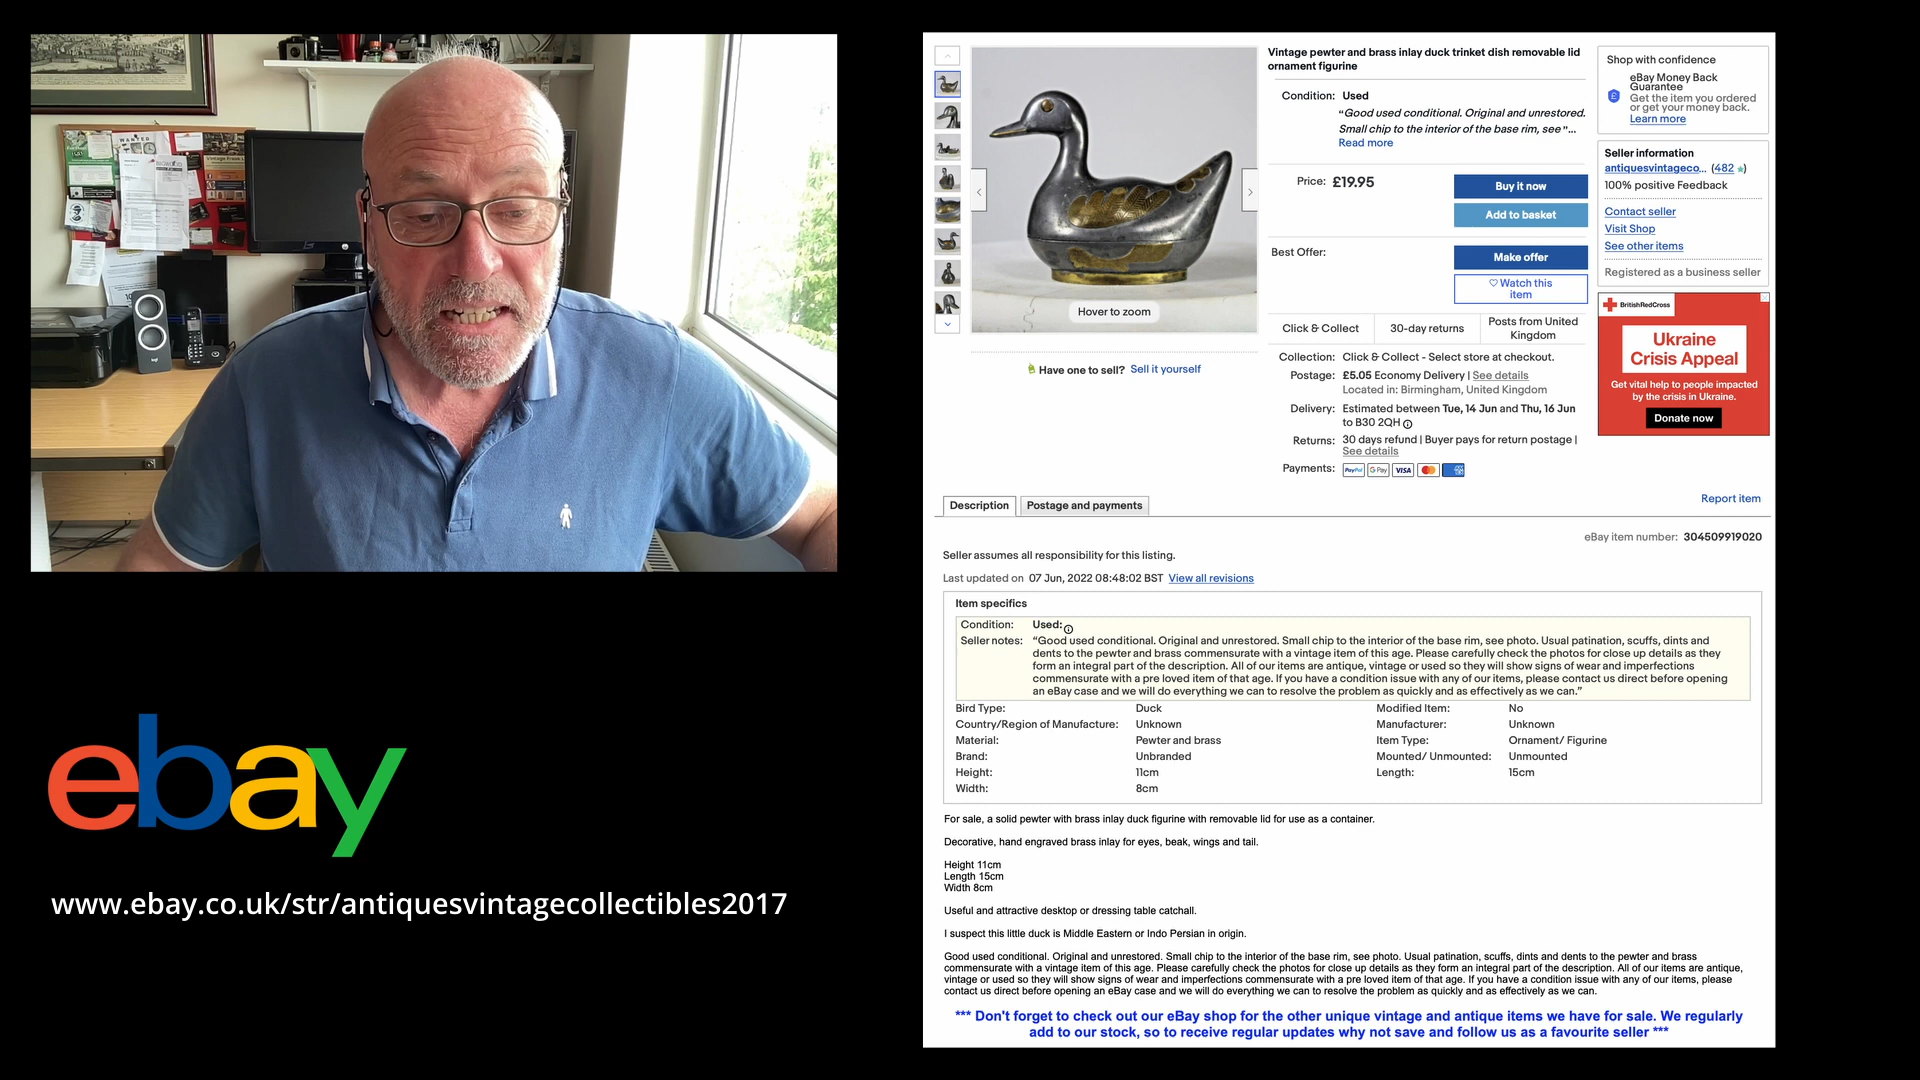 WANTED
ebay
www.ebay.co.uk/str/antiquesvintagecollectibles2017
Hover to zoom
Have one to sell? Sell it yourself
Vintage pewter and brass inlay duck trinket dish removable lid
ornament figurine
Condition: Used
“Good used conditional. Original and unrestored.
Small chip to the interior of the base rim, see”...
Read more
Price: £19.95
Buy it now
Add to basket
Best Offer:
Make offer
Watch this
item
Click & Collect
30-day returns
Posts from United
Kingdom
Collection: Click & Collect - Select store at checkout.
Postage: £5.05 Economy Delivery | See details
Located in: Birmingham, United Kingdom
Delivery: Estimated between Tue, 14 Jun and Thu, 16 Jun
to B30 2QH
Returns: 30 days refund | Buyer pays for return postage |
See details
Payments: PayPal G Pay VISA
Shop with confidence
eBay Money Back
Guarantee
Get the item you ordered
or get your money back.
Learn more
Seller information
antiquesvintageco... (482)
100% positive Feedback
Contact seller
Visit Shop
See other items
Registered as a business seller
BritishRedCross
Ukraine
Crisis Appeal
Get vital help to people impacted
by the crisis in Ukraine.
Donate now
Description
Postage and payments
Report item
eBay item number: 304509919020
Seller assumes all responsibility for this listing.
Last updated on 07 Jun, 2022 08:48:02 BST View all revisions
Item specifics
Condition: Used:
Seller notes: “Good used conditional. Original and unrestored. Small chip to the interior of the base rim, see photo. Usual patination, scuffs, dints and
dents to the pewter and brass commensurate with a vintage item of this age. Please carefully check the photos for close up details as they
form an integral part of the description. All of our items are antique, vintage or used so they will show signs of wear and imperfections
commensurate with a pre loved item of that age. If you have a condition issue with any of our items, please contact us direct before opening
an eBay case and we will do everything we can to resolve the problem as quickly and as effectively as we can.”
Bird Type: Duck Modified Item: No
Country/Region of Manufacture: Unknown Manufacturer: Unknown
Material: Pewter and brass Item Type: Ornament/ Figurine
Brand: Unbranded Mounted/ Unmounted: Unmounted
Height: 11cm Length: 15cm
Width: 8cm
For sale, a solid pewter with brass inlay duck figurine with removable lid for use as a container.
Decorative, hand engraved brass inlay for eyes, beak, wings and tail.
Height 11cm
Length 15cm
Width 8cm
Useful and attractive desktop or dressing table catchall.
I suspect this little duck is Middle Eastern or Indo Persian in origin.
Good used conditional. Original and unrestored. Small chip to the interior of the base rim, see photo. Usual patination, scuffs, dints and dents to the pewter and brass
commensurate with a vintage item of this age. Please carefully check the photos for close up details as they form an integral part of the description. All of our items are antique,
vintage or used so they will show signs of wear and imperfections commensurate with a pre loved item of that age. If you have a condition issue with any of our items, please
contact us direct before opening an eBay case and we will do everything we can to resolve the problem as quickly and as effectively as we can.
*** Don't forget to check out our eBay shop for the other unique vintage and antique items we have for sale. We regularly
add to our stock, so to receive regular updates why not save and follow us as a favourite seller ***